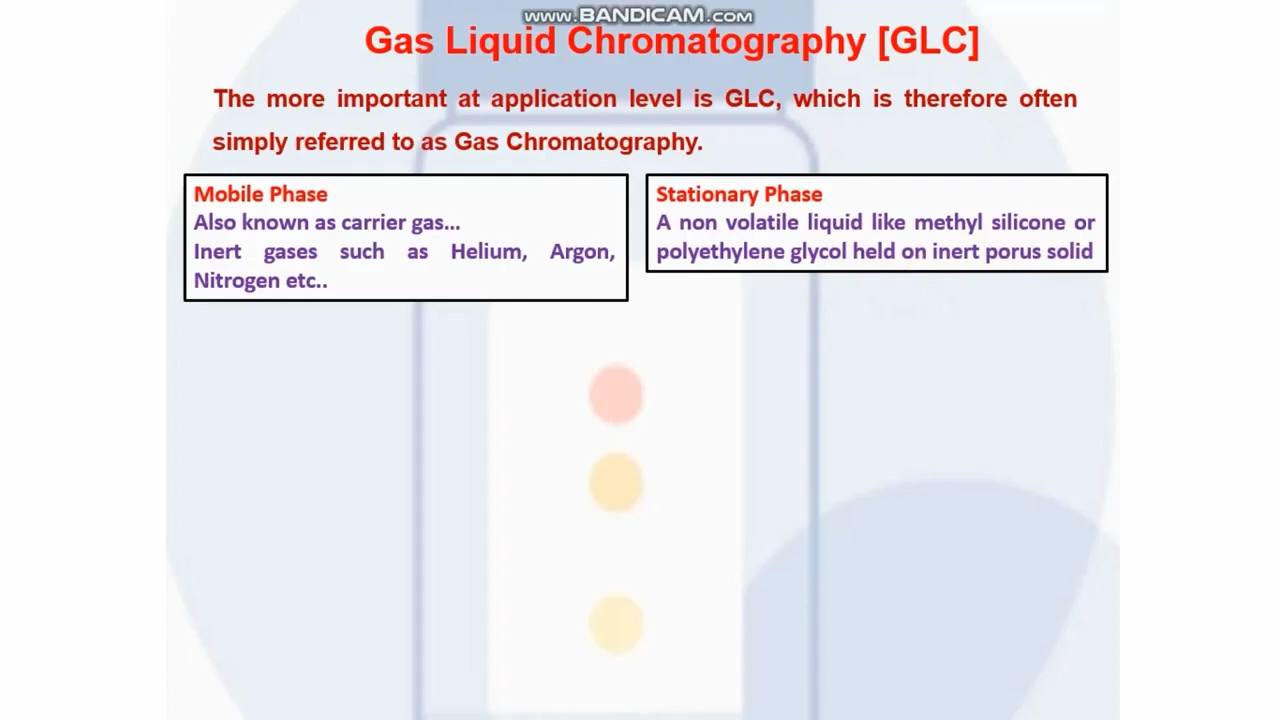 www.BANDICAM.com
Gas Liquid Chromatography [GLC]
The more important at application level is GLC, which is therefore often
simply referred to as Gas Chromatography.
Mobile Phase
Also known as carrier gas...
Inert gases such as Helium, Argon,
Nitrogen etc..
Stationary Phase
A non volatile liquid like methyl silicone or
polyethylene glycol held on inert porus solid